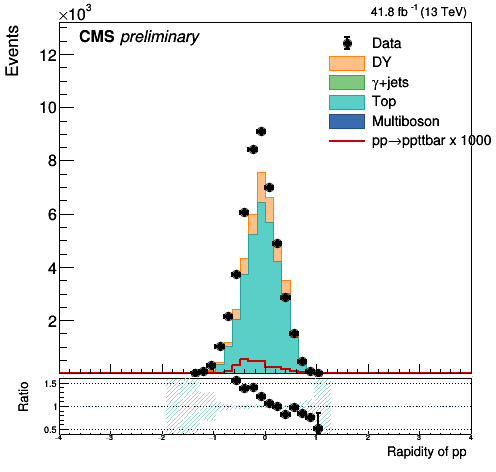 ×10³
41.8 fb⁻¹ (13 TeV)
Events
CMS preliminary
Data
DY
γ+jets
Top
Multiboson
pp→ppttbar x 1000
12
10
8
6
4
2
Ratio
1.5
1
0.5
-4 -3 -2 -1 0 1 2 3 4
Rapidity of pp